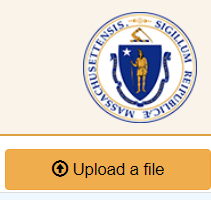 MASSACHUSETTENSIS. SIGILLUM REIPUBLICÆ
Upload a file